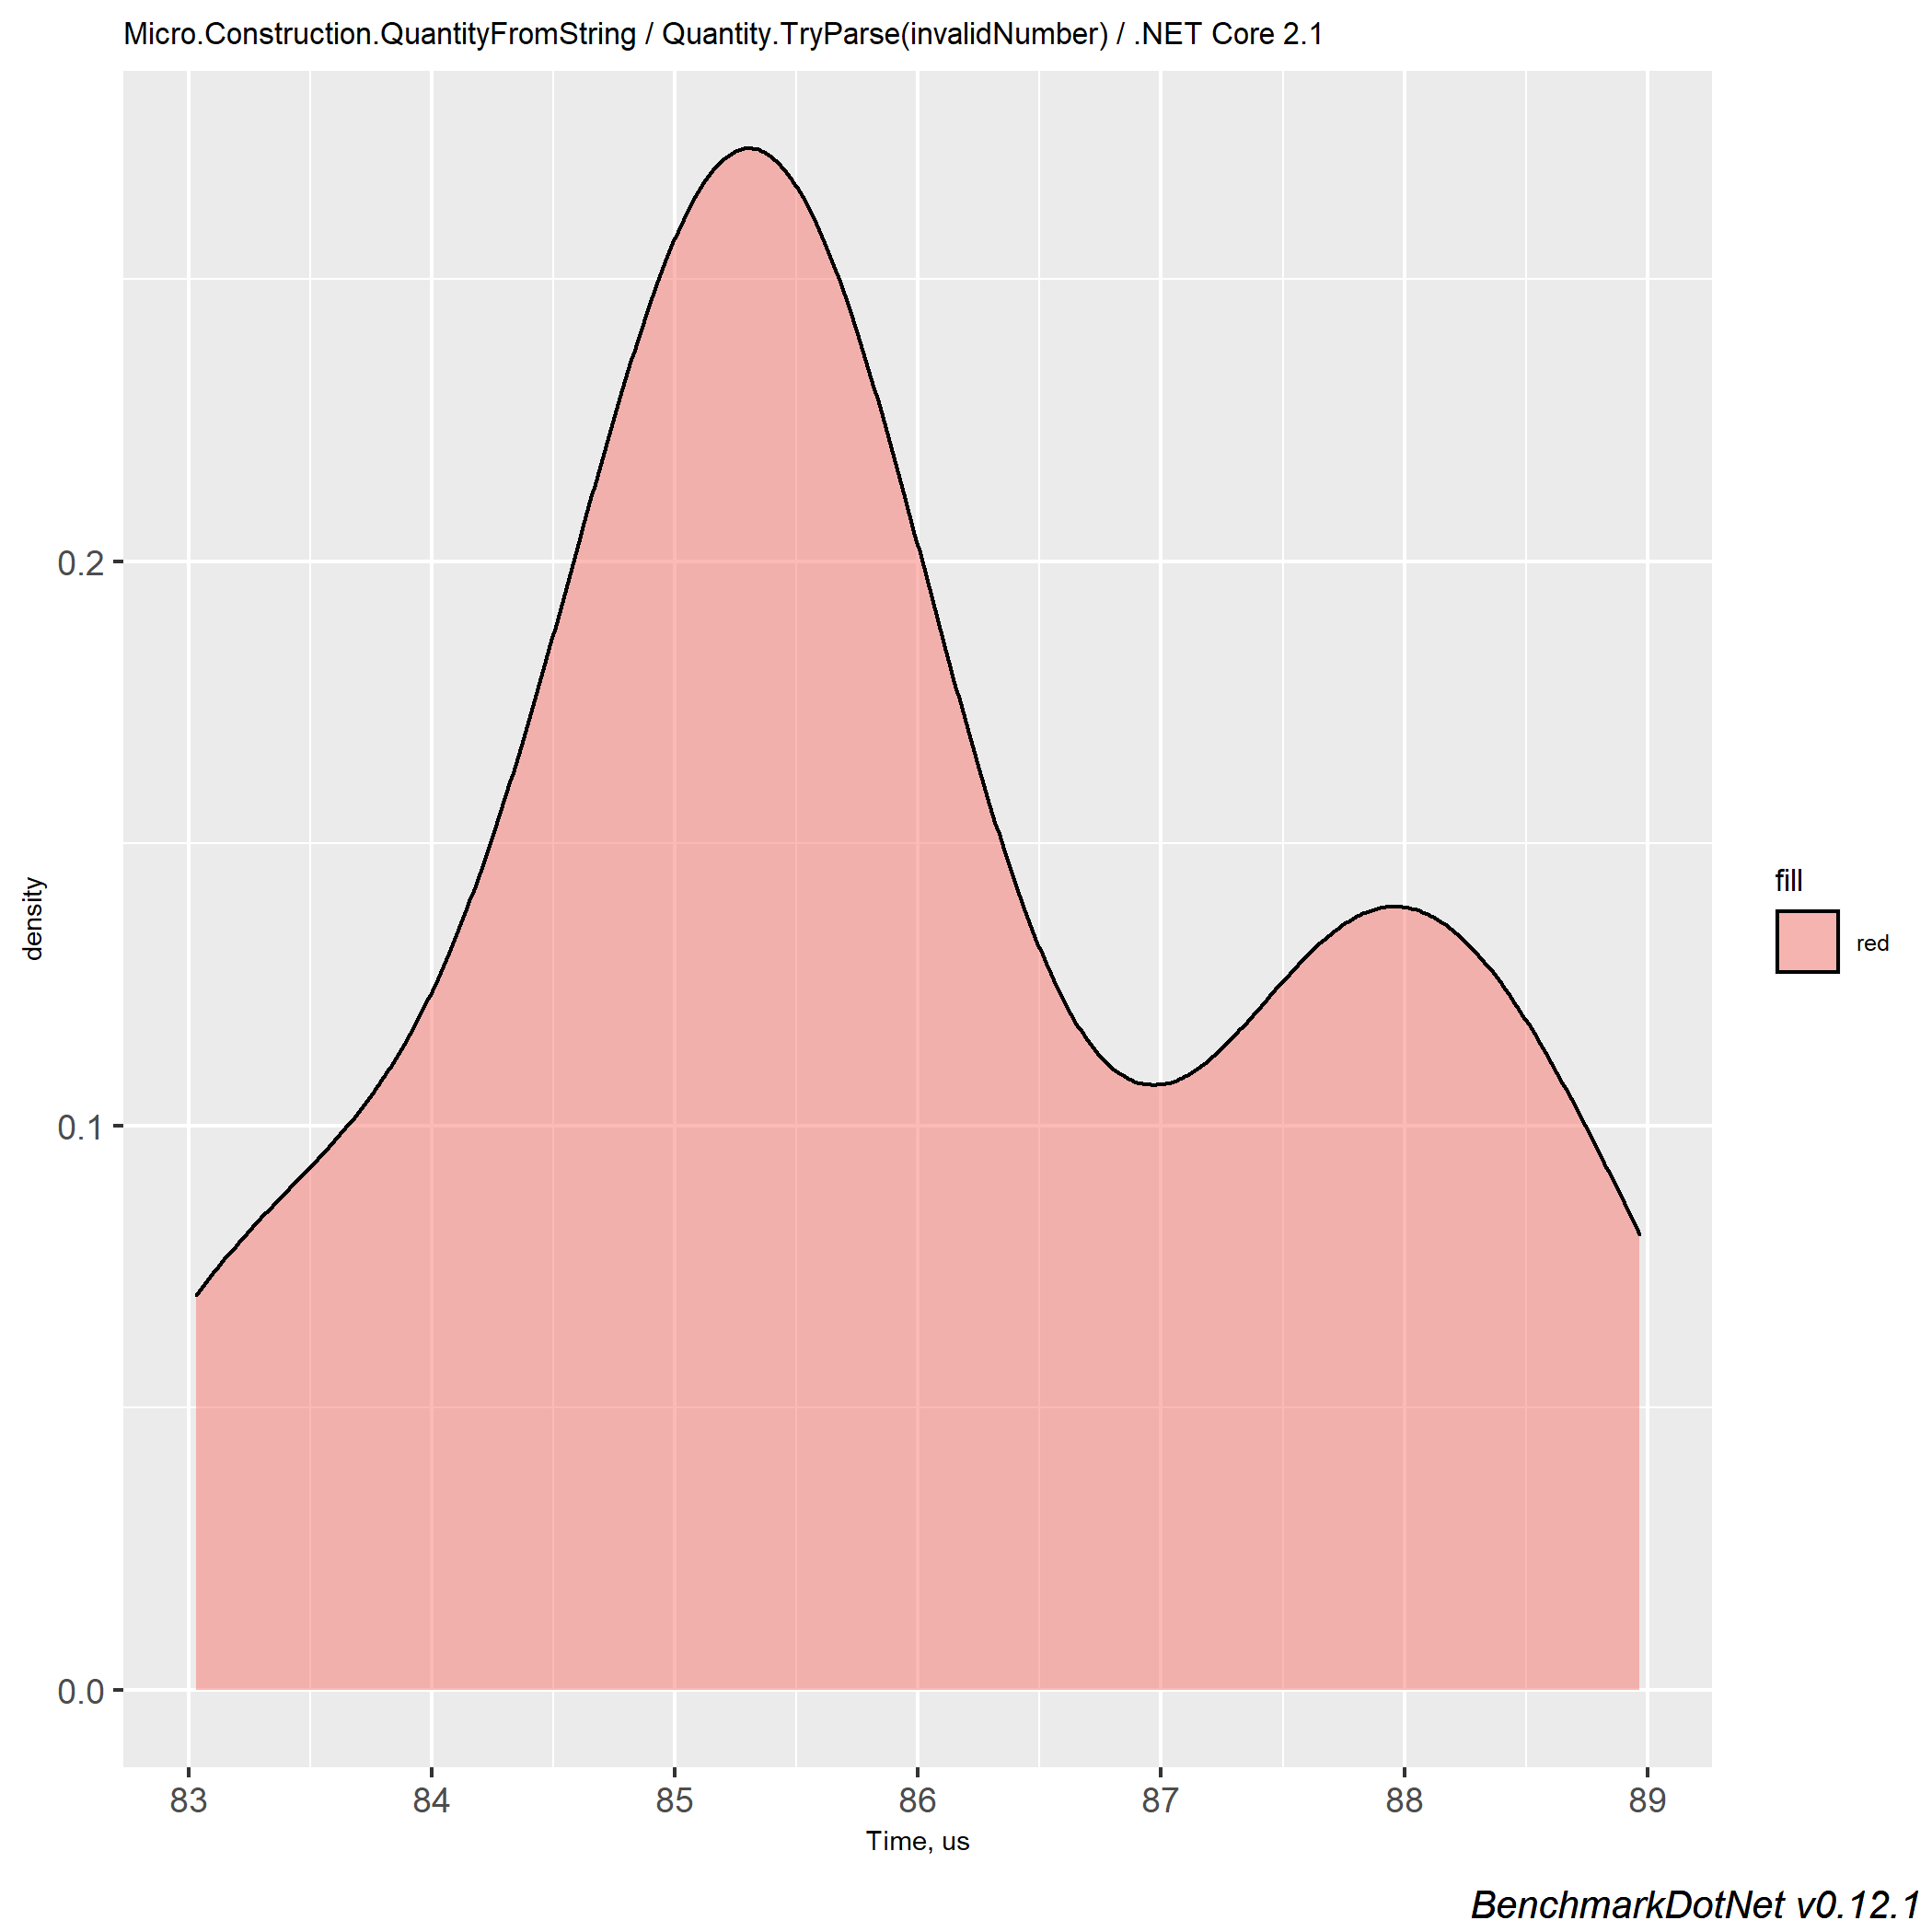 Micro.Construction.QuantityFromString / Quantity.TryParse(invalidNumber) / .NET Core 2.1
0.2
0.1
0.0
density
83 84 85 86 87 88 89
Time, us
fill
red
BenchmarkDotNet v0.12.1